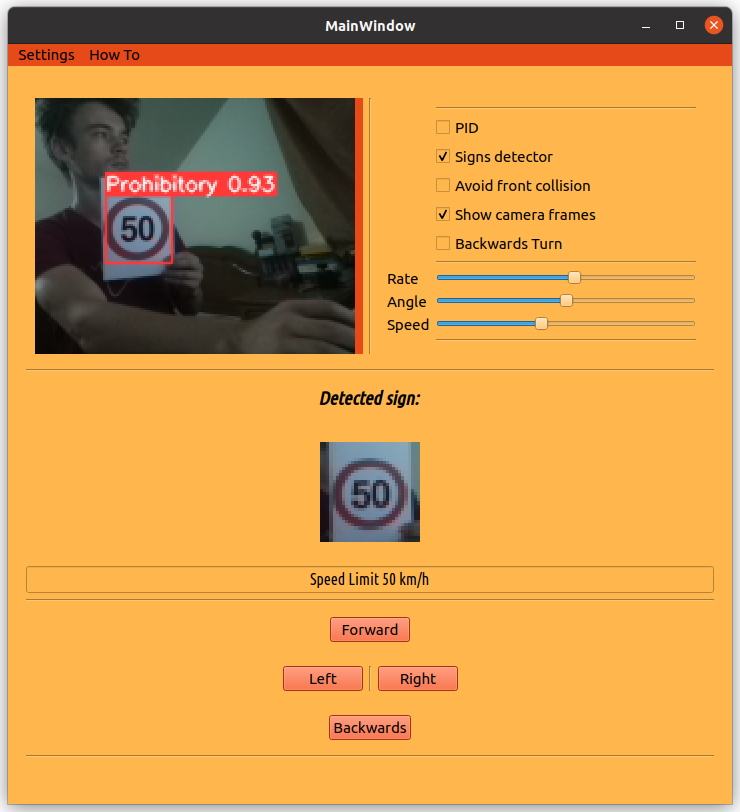 MainWindow
Settings How To
Prohibitory 0.93
50
PID
Signs detector
Avoid front collision
Show camera frames
Backwards Turn
Rate
Angle
Speed
Detected sign:
50
Speed Limit 50 km/h
Forward
Left Right
Backwards